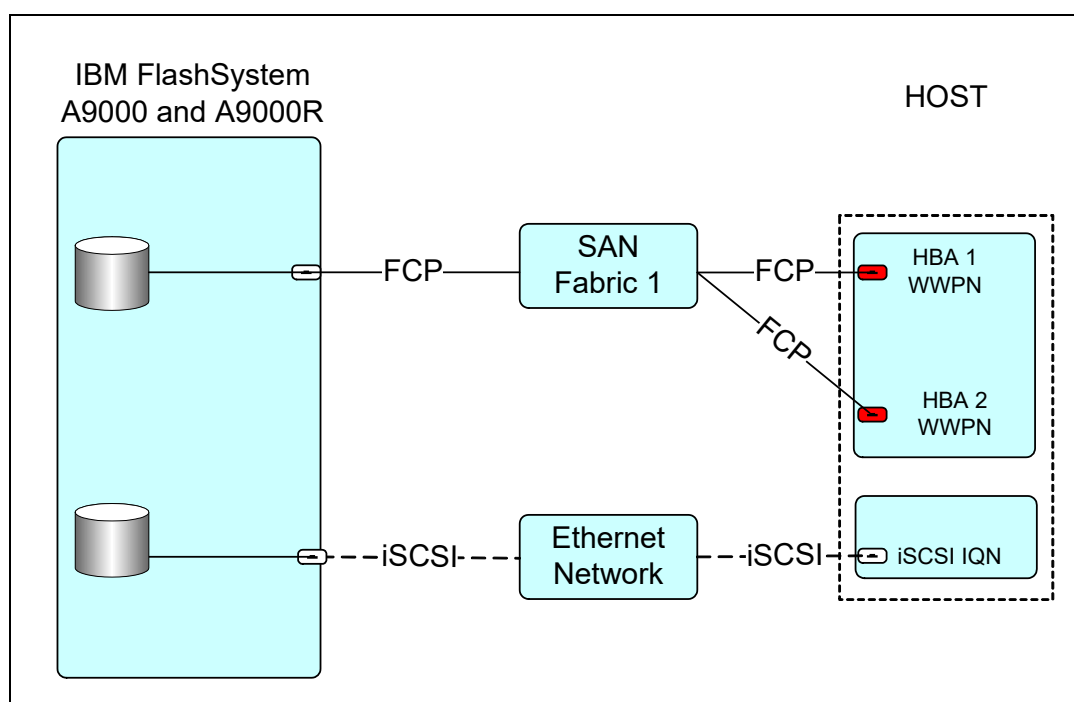 IBM FlashSystem
A9000 and A9000R
HOST
FCP
SAN
Fabric 1
FCP
HBA 1
WWPN
FCP
HBA 2
WWPN
iSCSI
Ethernet
Network
iSCSI
iSCSI IQN